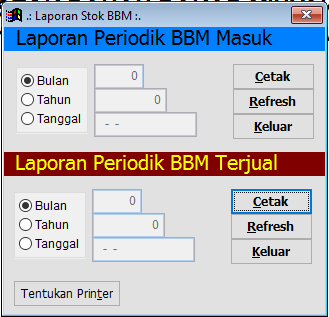 .: Laporan Stok BBM :.
Laporan Periodik BBM Masuk
Bulan 0 Cetak
Tahun 0 Refresh
Tanggal - - Keluar
Laporan Periodik BBM Terjual
Bulan 0 Cetak
Tahun 0 Refresh
Tanggal - - Keluar
Tentukan Printer